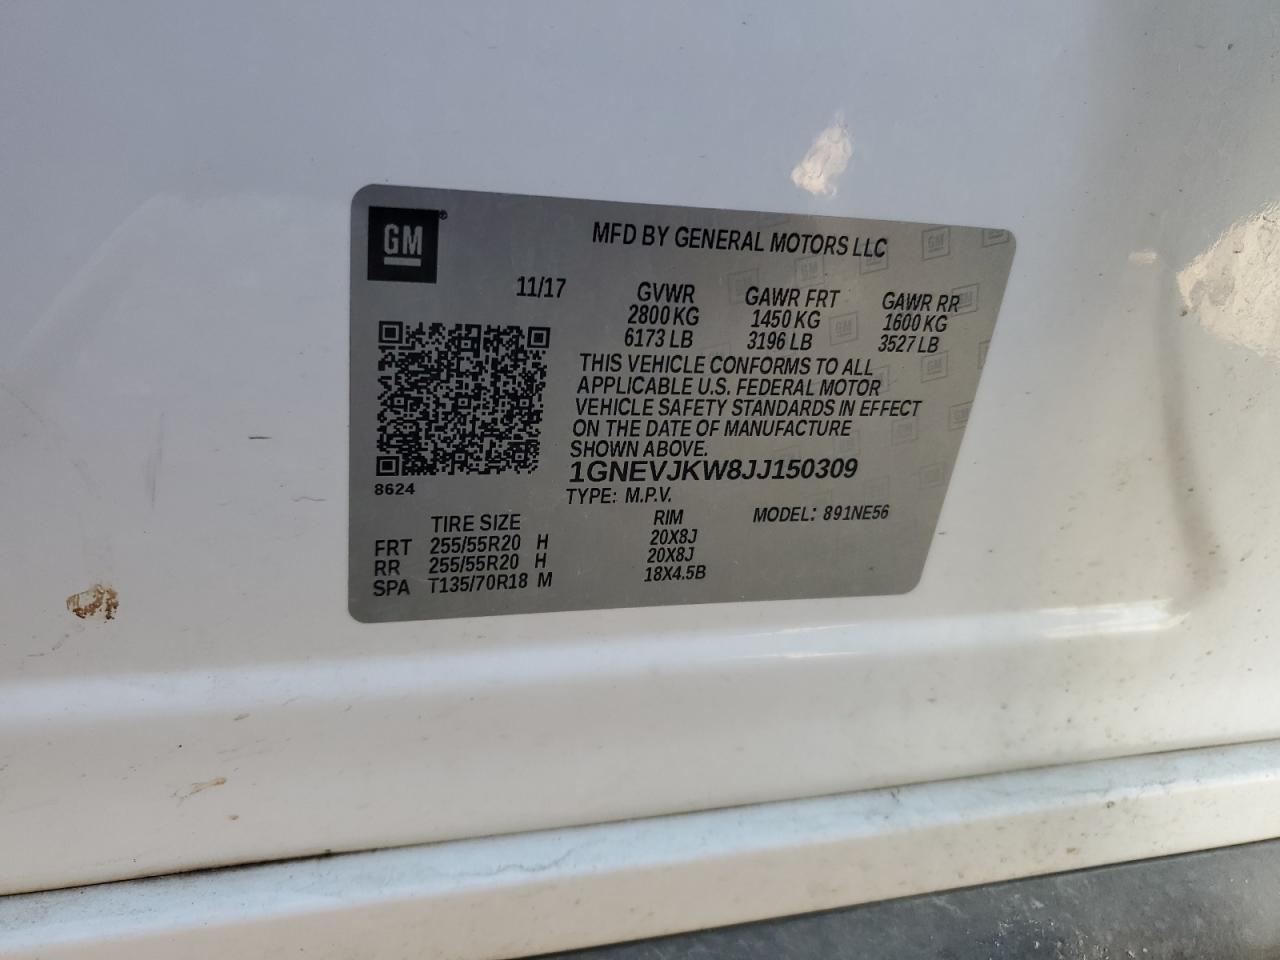 GM®
MFD BY GENERAL MOTORS LLC
11/17
GVWR GAWR FRT GAWR RR
2800 KG 1450 KG 1600 KG
6173 LB 3196 LB 3527 LB
THIS VEHICLE CONFORMS TO ALL
APPLICABLE U.S. FEDERAL MOTOR
VEHICLE SAFETY STANDARDS IN EFFECT
ON THE DATE OF MANUFACTURE
SHOWN ABOVE.
1GNEVJKW8JJ150309
8624
TYPE: M.P.V. MODEL: 891NE56
TIRE SIZE RIM
FRT 255/55R20 H 20X8J
RR 255/55R20 H 20X8J
SPA T135/70R18 M 18X4.5B